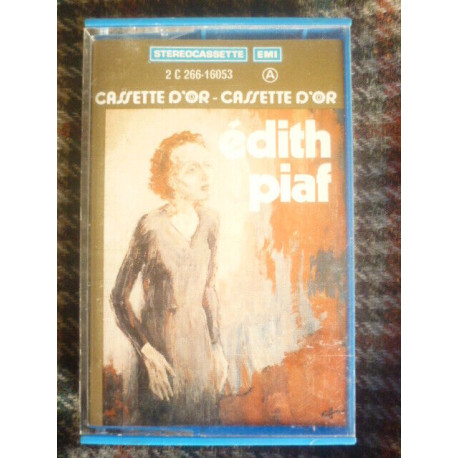 STEREOCASSETTE EMI
2 C 266-16053 A
CASSETTE D'OR - CASSETTE D'OR
édith
piaf